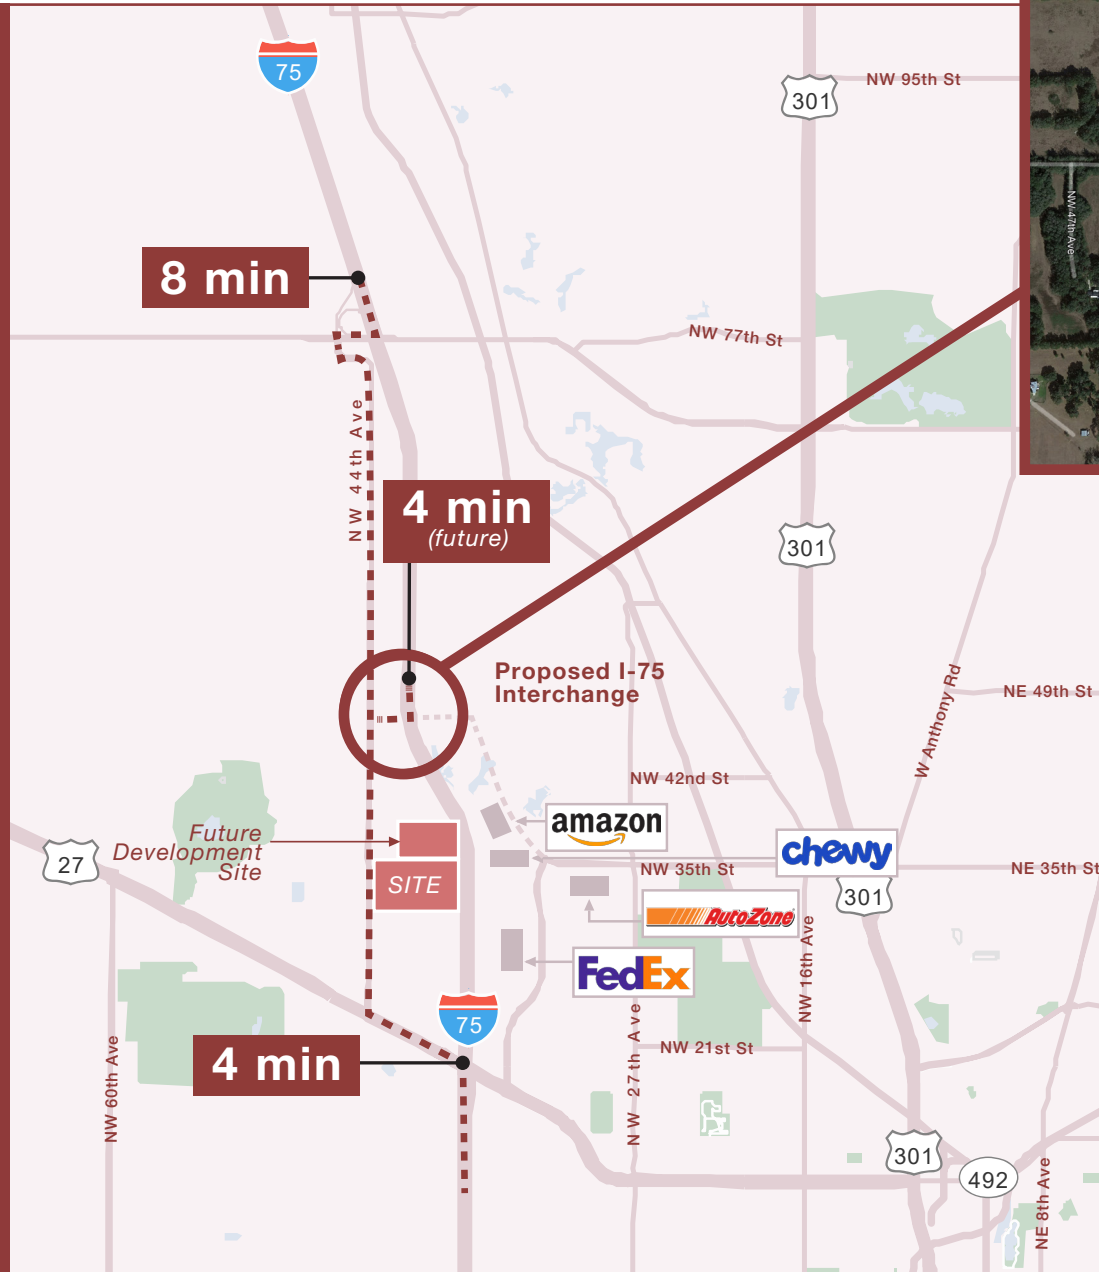 75
301
NW 95th St
NW 47th Ave
8 min
NW 77th St
NW 44th Ave
4 min
(future)
301
Proposed I-75
Interchange
W Anthony Rd
NE 49th St
NW 42nd St
amazon
Future
Development
Site
27
SITE
chewy
NW 35th St
NE 35th St
301
AutoZone
NW 16th Ave
FedEx
75
NW 27th Ave
NW 21st St
4 min
NW 60th Ave
301
492
NE 8th Ave